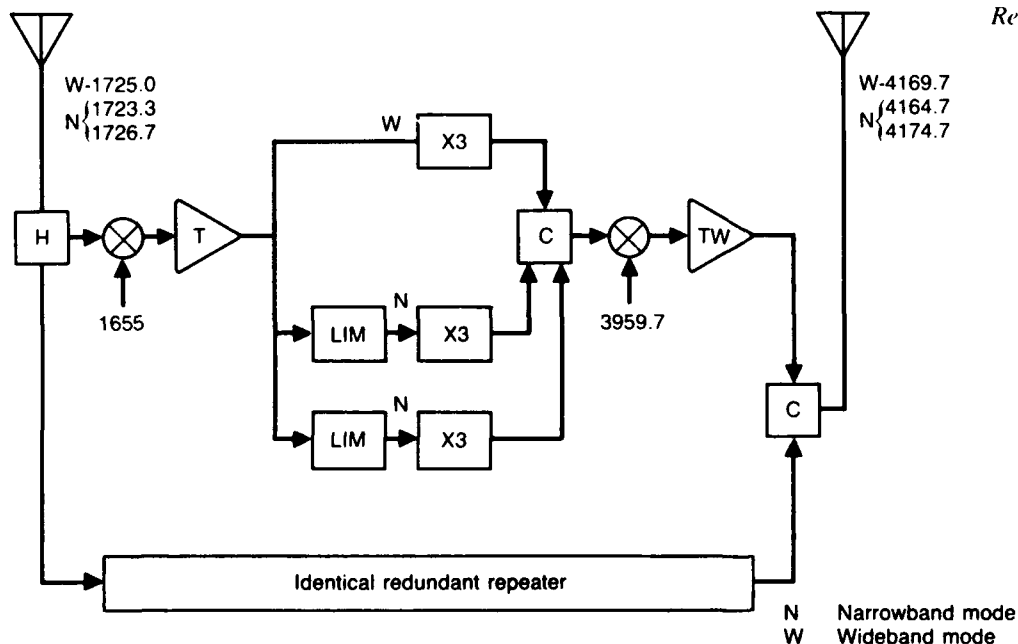 Re
W-1725.0
N{1723.3
1726.7
W-4169.7
N{4164.7
4174.7
W
X3
H
T
C
TW
1655
N
LIM
X3
3959.7
N
LIM
X3
C
Identical redundant repeater
N Narrowband mode
W Wideband mode